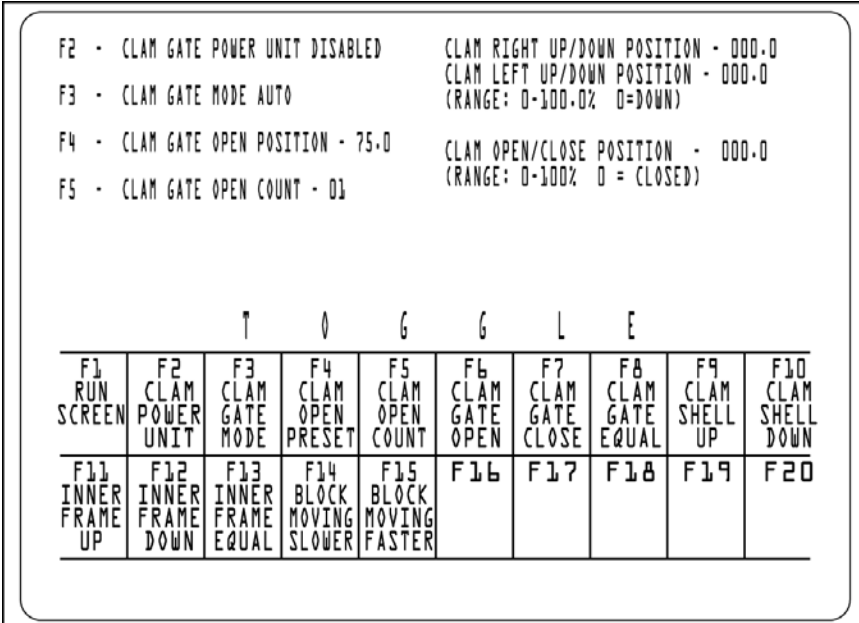 F2 - CLAM GATE POWER UNIT DISABLED
F3 - CLAM GATE MODE AUTO
F4 - CLAM GATE OPEN POSITION - 75.0
F5 - CLAM GATE OPEN COUNT - 01
CLAM RIGHT UP/DOWN POSITION - 000.0
CLAM LEFT UP/DOWN POSITION - 000.0
(RANGE: 0-100.0% 0=DOWN)
CLAM OPEN/CLOSE POSITION - 000.0
(RANGE: 0-100% 0 = CLOSED)
T O G G L E
F1
RUN
SCREEN
F2
CLAM
POWER
UNIT
F3
CLAM
GATE
MODE
F4
CLAM
OPEN
PRESET
F5
CLAM
OPEN
COUNT
F6
CLAM
GATE
OPEN
F7
CLAM
GATE
CLOSE
F8
CLAM
GATE
EQUAL
F9
CLAM
SHELL
UP
F10
CLAM
SHELL
DOWN
F11
INNER
FRAME
UP
F12
INNER
FRAME
DOWN
F13
INNER
FRAME
EQUAL
F14
BLOCK
MOVING
SLOWER
F15
BLOCK
MOVING
FASTER
F16
F17
F18
F19
F20